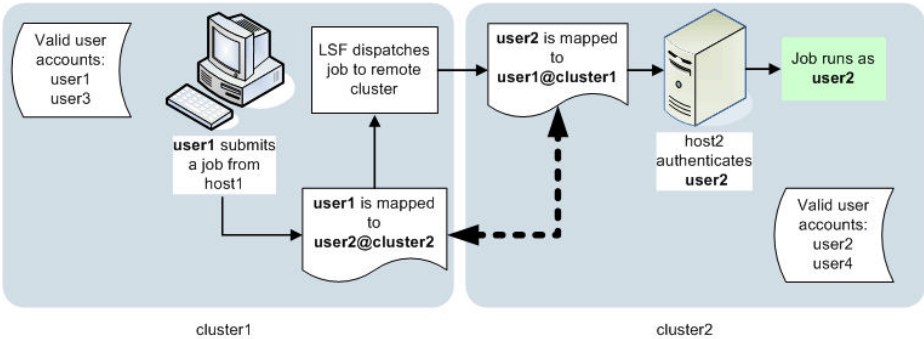 Valid user
accounts:
user1
user3
user1 submits
a job from
host1
LSF dispatches
job to remote
cluster
user1 is mapped
to
user2@cluster2
user2 is mapped
to
user1@cluster1
host2
authenticates
user2
Job runs as
user2
Valid user
accounts:
user2
user4
cluster1
cluster2